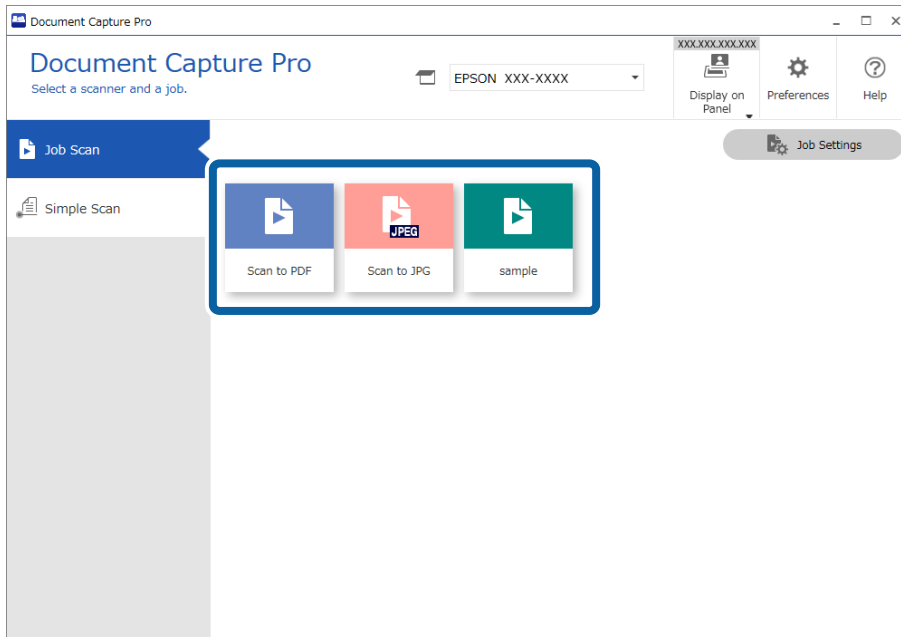 Document Capture Pro
Document Capture Pro
Select a scanner and a job.
EPSON XXX-XXXX
XXX.XXX.XXX.XXX
Display on
Panel
Preferences
Help
Job Scan
Job Settings
Simple Scan
JPEG
Scan to PDF
Scan to JPG
sample